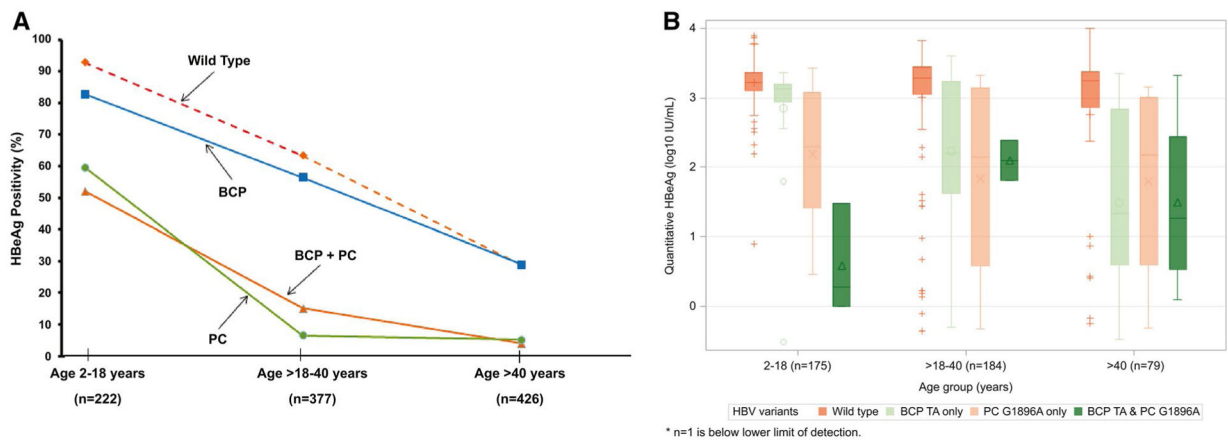 A
HBeAg Positivity (%)
100
90
80
70
60
50
40
30
20
10
0
Wild Type
BCP
BCP + PC
PC
Age 2-18 years
Age >18-40 years
Age >40 years
(n=222)
(n=377)
(n=426)
B
Quantitative HBeAg (log10 IU/mL)
4
3
2
1
0
2-18 (n=175)
>18-40 (n=184)
>40 (n=79)
Age group (years)
HBV variants Wild type BCP TA only PC G1896A only BCP TA & PC G1896A
* n=1 is below lower limit of detection.